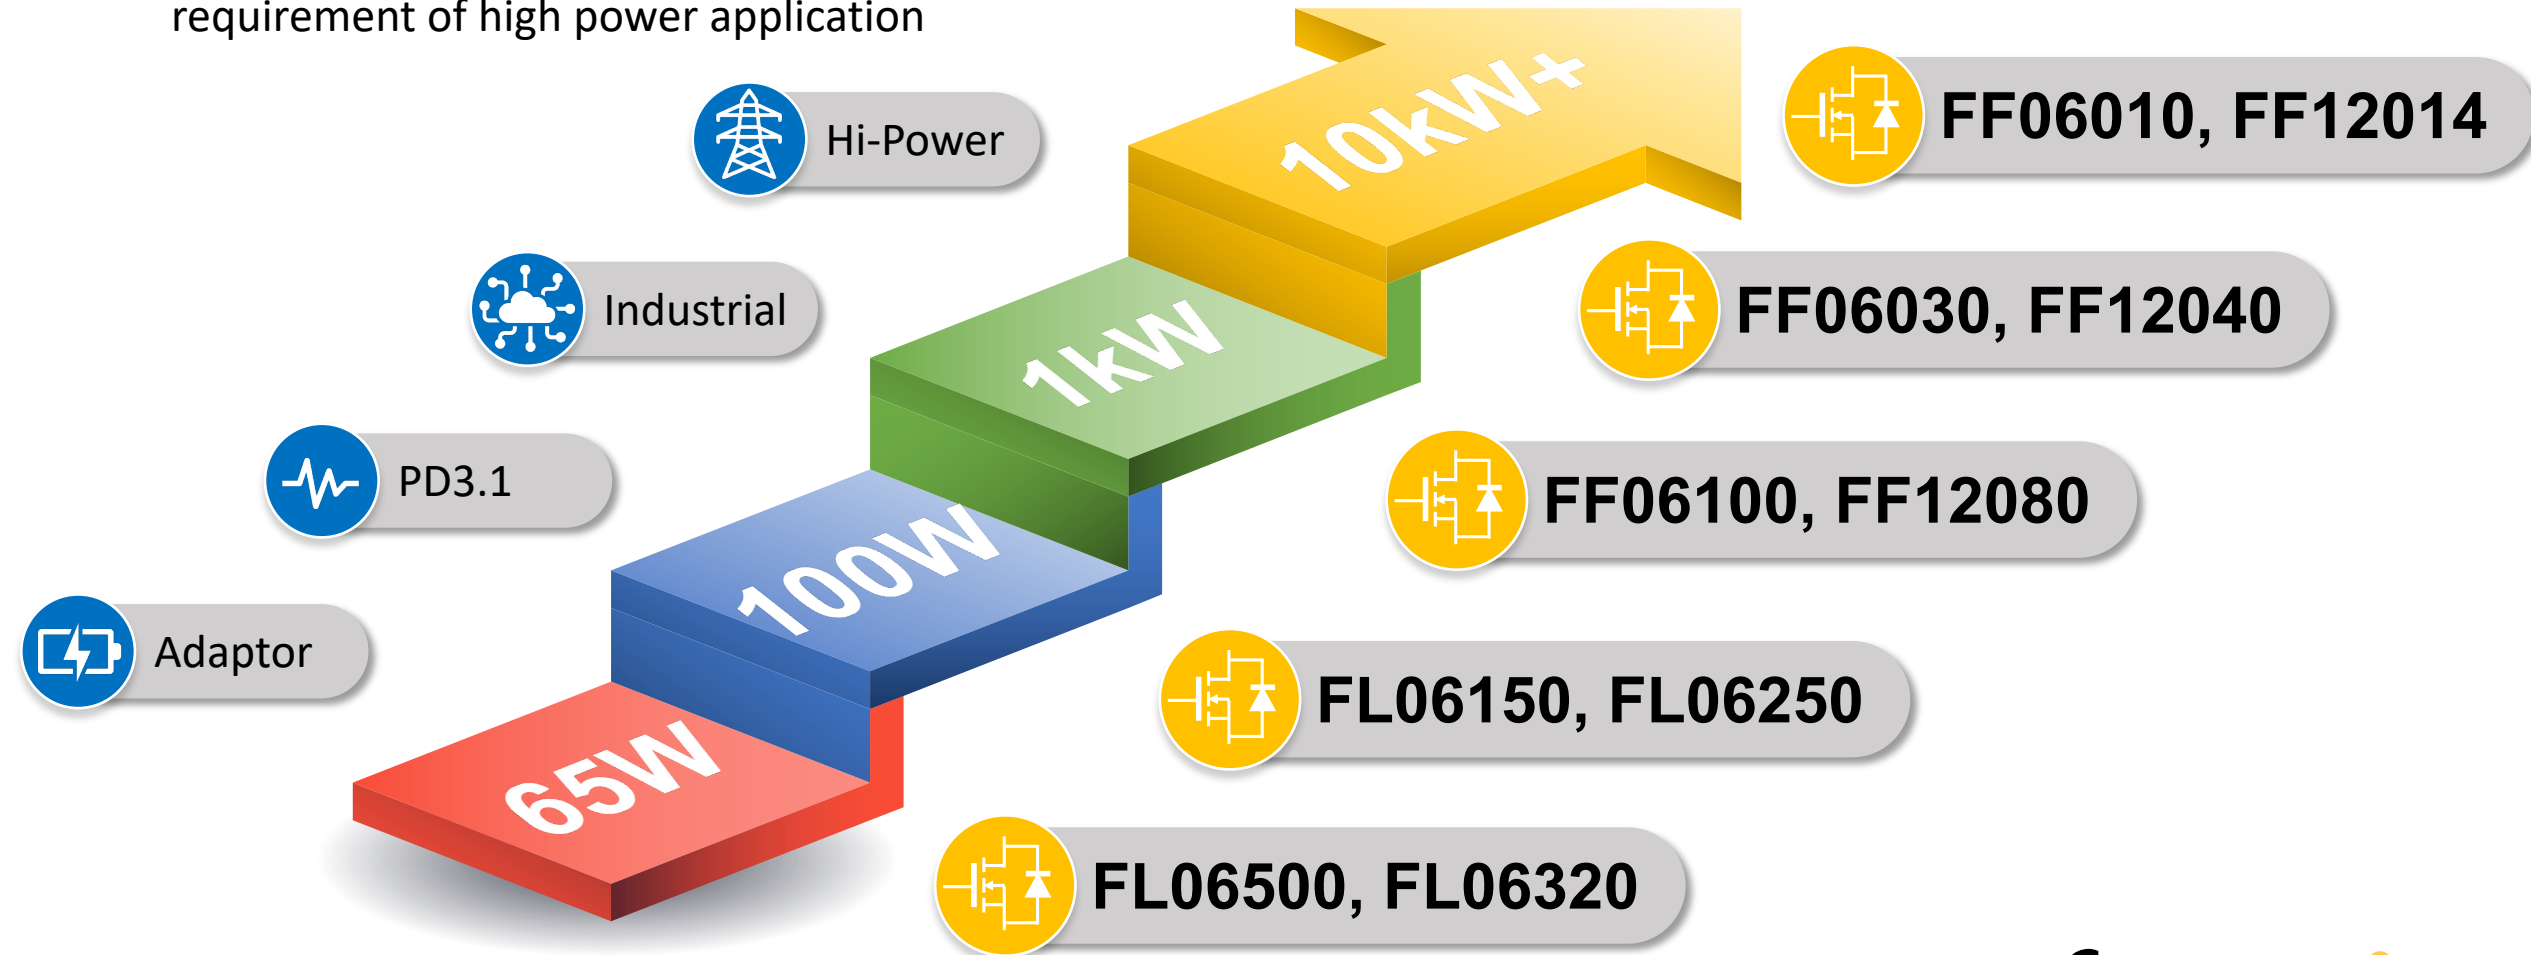 requirement of high power application
Hi-Power
10kW+
FF06010, FF12014
Industrial
1kW
FF06030, FF12040
PD3.1
100W
FF06100, FF12080
Adaptor
65W
FL06150, FL06250
FL06500, FL06320